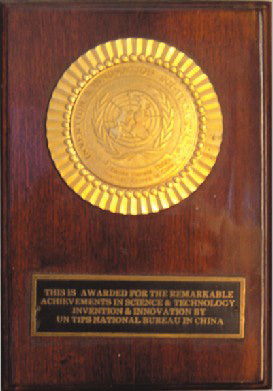 THIS IS AWARDED FOR THE REMARKABLE
ACHIEVEMENTS IN SCIENCE & TECHNOLOGY
INVENTION & INNOVATION BY
UN TIPS NATIONAL BUREAU IN CHINA